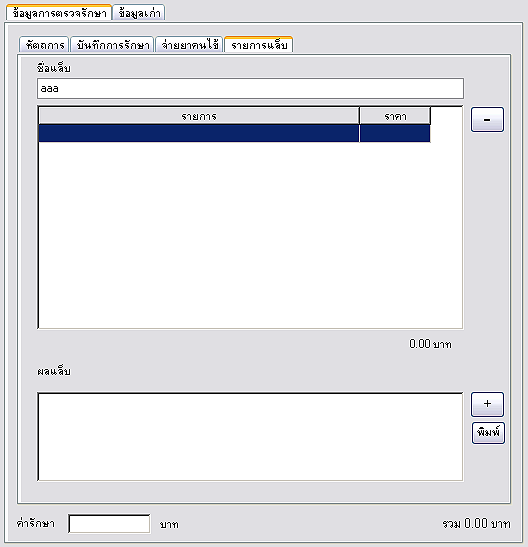 ข้อมูลการตรวจรักษา ข้อมูลเก่า
หัตถการ บันทึกการรักษา จ่ายยาคนไข้ รายการแล็บ
ชื่อแล็บ
aaa
รายการ ราคา
-
0.00 บาท
ผลแล็บ
+
พิมพ์
ค่ารักษา บาท รวม 0.00 บาท